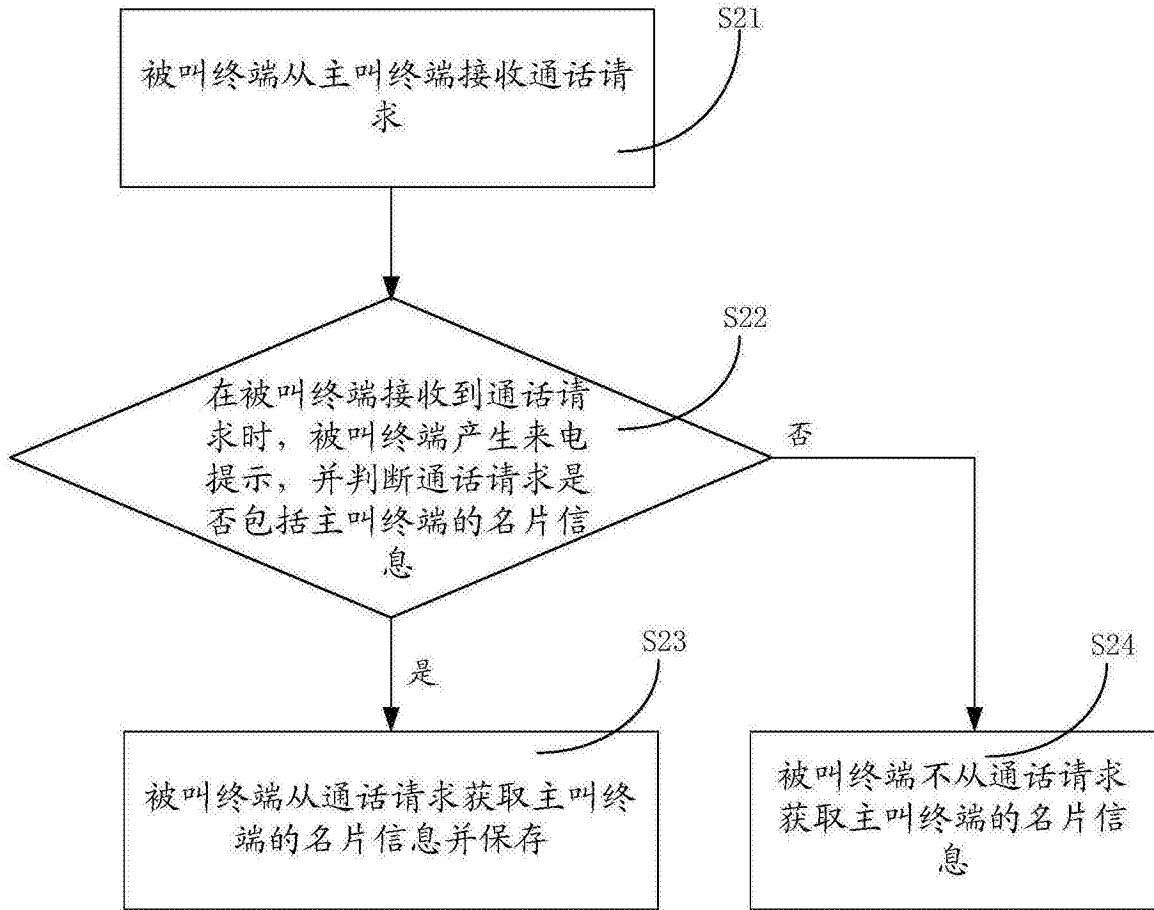 S21
被叫终端从主叫终端接收通话请
求
S22
在被叫终端接收到通话请
求时，被叫终端产生来电
提示，并判断通话请求是
否包括主叫终端的名片信
息
否
是
S23
被叫终端从通话请求获取主叫终
端的名片信息并保存
S24
被叫终端不从通话请求
获取主叫终端的名片信
息